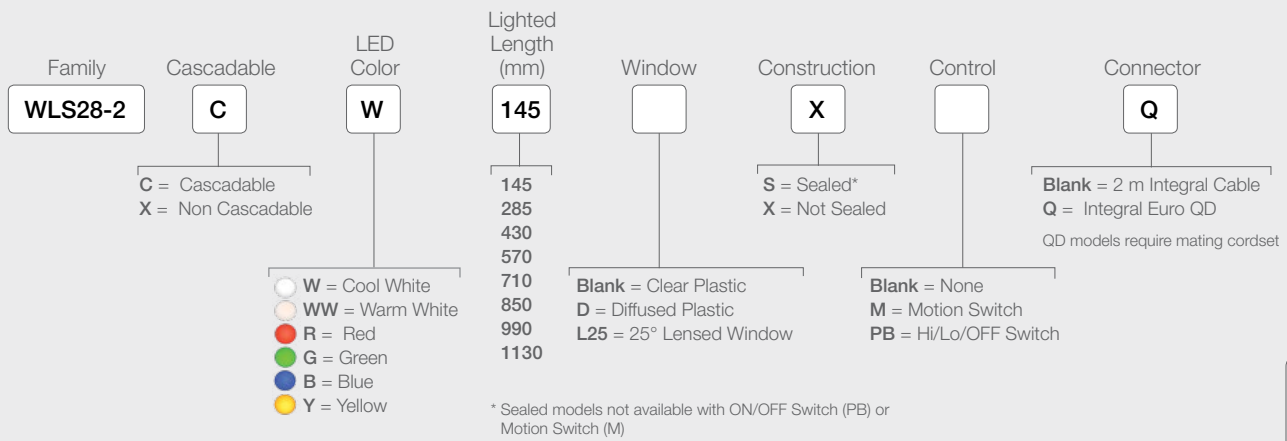 Family
Cascadable
LED
Color
Lighted
Length
(mm)
Window
Construction
Control
Connector
WLS28-2
C
W
145
X
Q
C = Cascadable
X = Non Cascadable
W = Cool White
WW = Warm White
R = Red
G = Green
B = Blue
Y = Yellow
145
285
430
570
710
850
990
1130
Blank = Clear Plastic
D = Diffused Plastic
L25 = 25° Lensed Window
S = Sealed*
X = Not Sealed
Blank = None
M = Motion Switch
PB = Hi/Lo/OFF Switch
Blank = 2 m Integral Cable
Q = Integral Euro QD
QD models require mating cordset
* Sealed models not available with ON/OFF Switch (PB) or
Motion Switch (M)